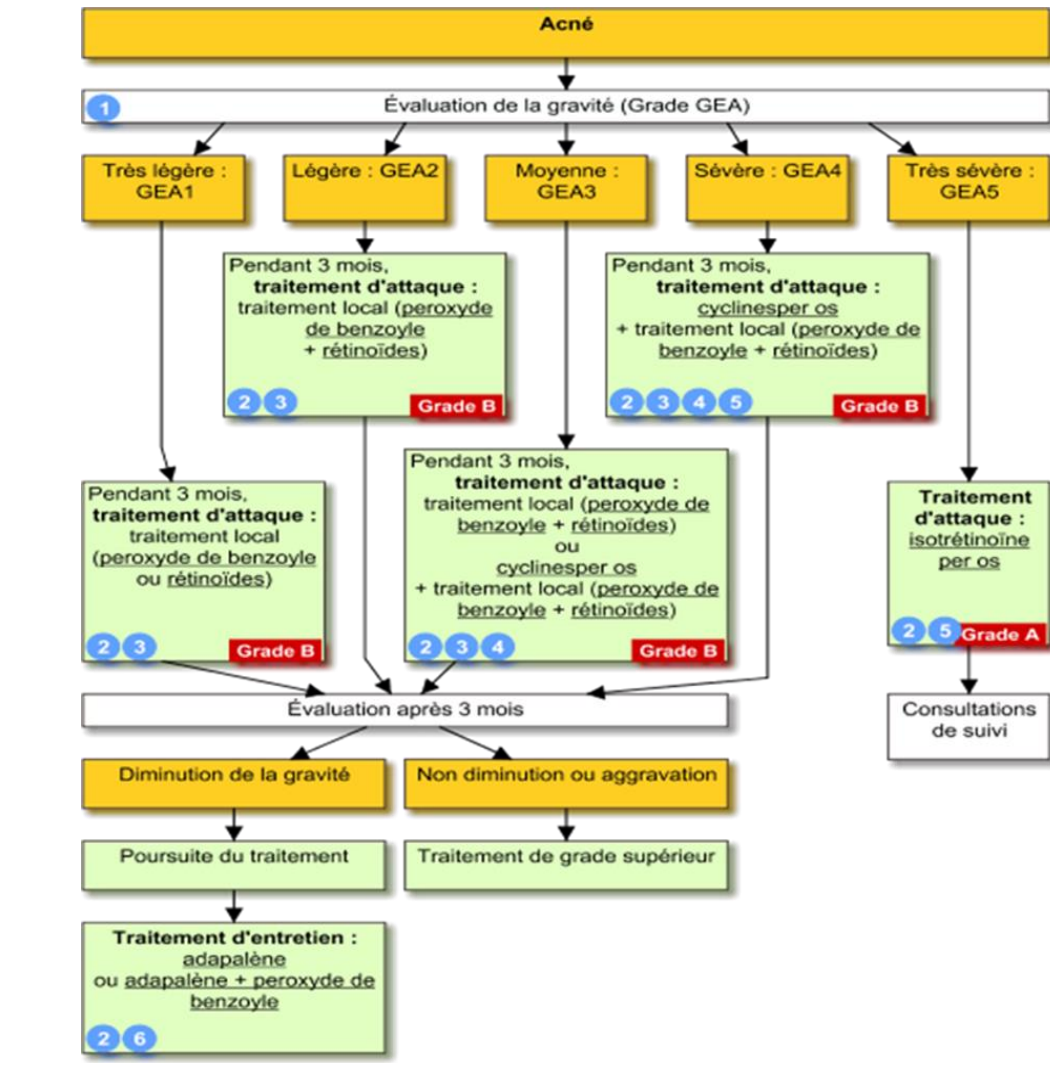 Acné
1
Évaluation de la gravité (Grade GEA)
Très légère :
GEA1
Légère : GEA2
Moyenne :
GEA3
Sévère : GEA4
Très sévère :
GEA5
Pendant 3 mois,
traitement d'attaque :
traitement local (peroxyde
de benzoyle
+ rétinoïdes)
2 3
Grade B
Pendant 3 mois,
traitement d'attaque :
cyclinesper os
+ traitement local (peroxyde de
benzoyle + rétinoïdes)
2 3 4 5
Grade B
Pendant 3 mois,
traitement d'attaque :
traitement local
(peroxyde de benzoyle
ou rétinoïdes)
2 3
Grade B
Pendant 3 mois,
traitement d'attaque :
traitement local (peroxyde de
benzoyle + rétinoïdes)
ou
cyclinesper os
+ traitement local (peroxyde de
benzoyle + rétinoïdes)
2 3 4
Grade B
Traitement
d'attaque :
isotrétinoïne
per os
2 5
Grade A
Évaluation après 3 mois
Consultations
de suivi
Diminution de la gravité
Non diminution ou aggravation
Poursuite du traitement
Traitement de grade supérieur
Traitement d'entretien :
adapalène
ou adapalène + peroxyde de
benzoyle
2 6